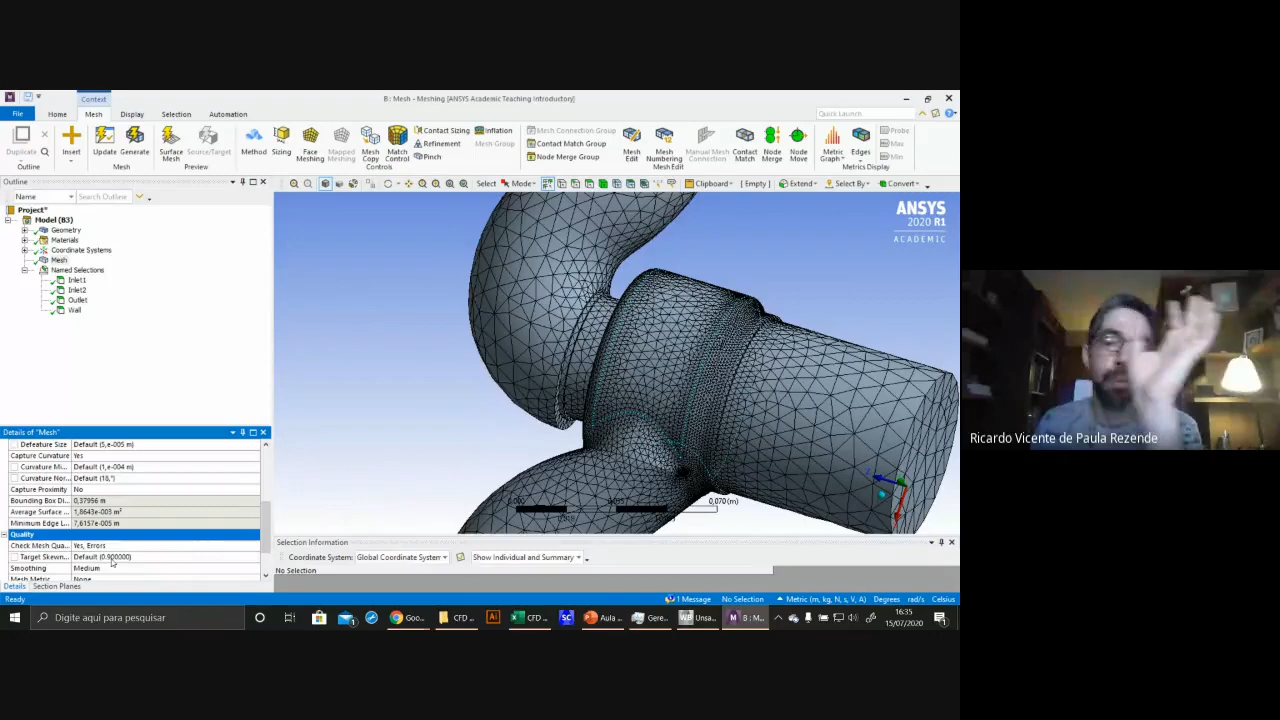 Context
B : Mesh - Meshing [ANSYS Academic Teaching Introductory]
File
Home
Mesh
Display
Selection
Automation
Quick Launch
Duplicate
Outline
Insert
Update
Generate
Mesh
Surface Mesh
Source/Target
Preview
Method
Sizing
Face Meshing
Mapped Meshing
Mesh Copy
Match Control
Contact Sizing
Refinement
Pinch
Inflation
Mesh Group
Controls
Mesh Connection Group
Contact Match Group
Node Merge Group
Mesh Edit
Mesh Numbering
Manual Mesh Connection
Contact Match
Node Merge
Node Move
Mesh Edit
Metric Graph
Edges
Probe
Max
Min
Metrics Display
Outline
Select
Mode
Clipboard
[ Empty ]
Extend
Select By
Convert
Name
Search Outline
Project*
Model (B3)
Geometry
Materials
Coordinate Systems
Mesh
Named Selections
Inlet1
Inlet2
Outlet
Wall
ANSYS
2020 R1
ACADEMIC
0,070 (m)
Details of "Mesh"
Defeature Size Default (5,e-005 m)
Capture Curvature Yes
Curvature Mi... Default (1,e-004 m)
Curvature Nor... Default (18,°)
Capture Proximity No
Bounding Box Di... 0,37956 m
Average Surface ... 1,8643e-003 m²
Minimum Edge L... 7,6157e-005 m
Quality
Check Mesh Qua... Yes, Errors
Target Skewn... Default (0.900000)
Smoothing Medium
Mesh Metric None
Details
Section Planes
Selection Information
Coordinate System: Global Coordinate System
Show Individual and Summary
No Selection
Ready
1 Message
No Selection
Metric (m, kg, N, s, V, A)
Degrees
rad/s
Celsius
Digite aqui para pesquisar
Goo...
CFD ...
CFD ...
Aula ...
Gere...
Unsa...
B : M...
16:35
15/07/2020
Ricardo Vicente de Paula Rezende